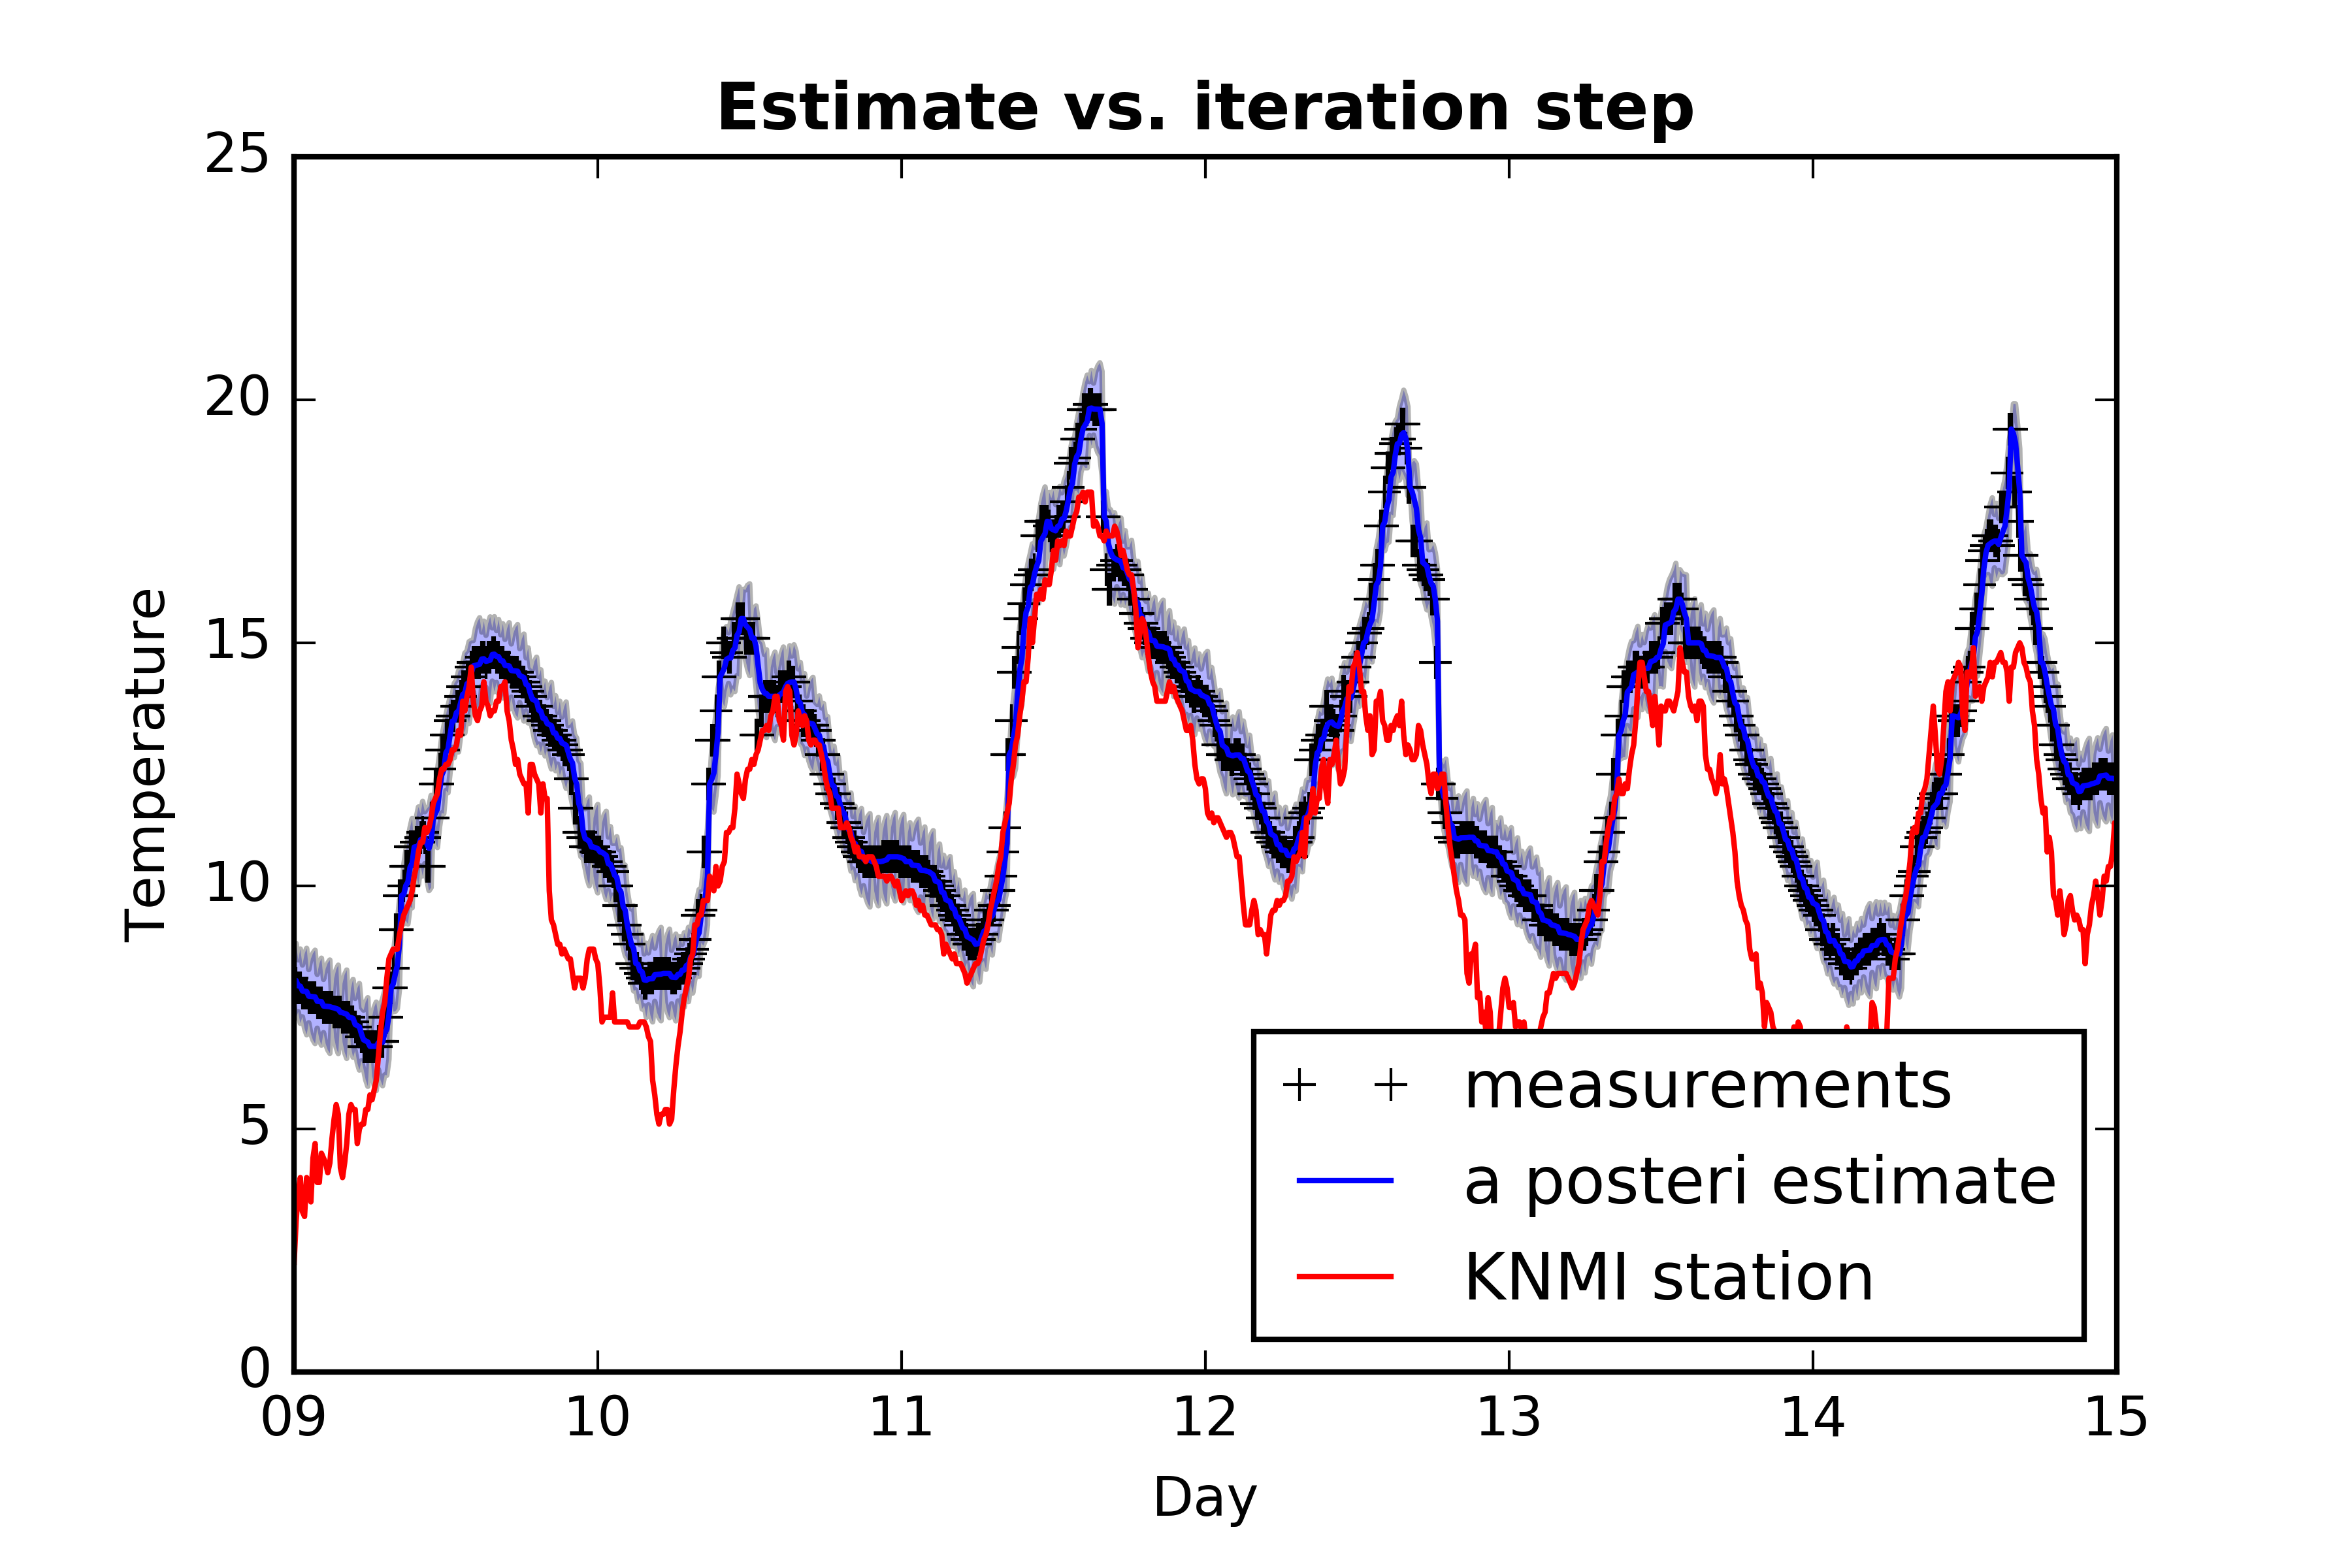 Estimate vs. iteration step
25
20
15
10
5
0
Temperature
09 10 11 12 13 14 15
Day
measurements
a posteri estimate
KNMI station